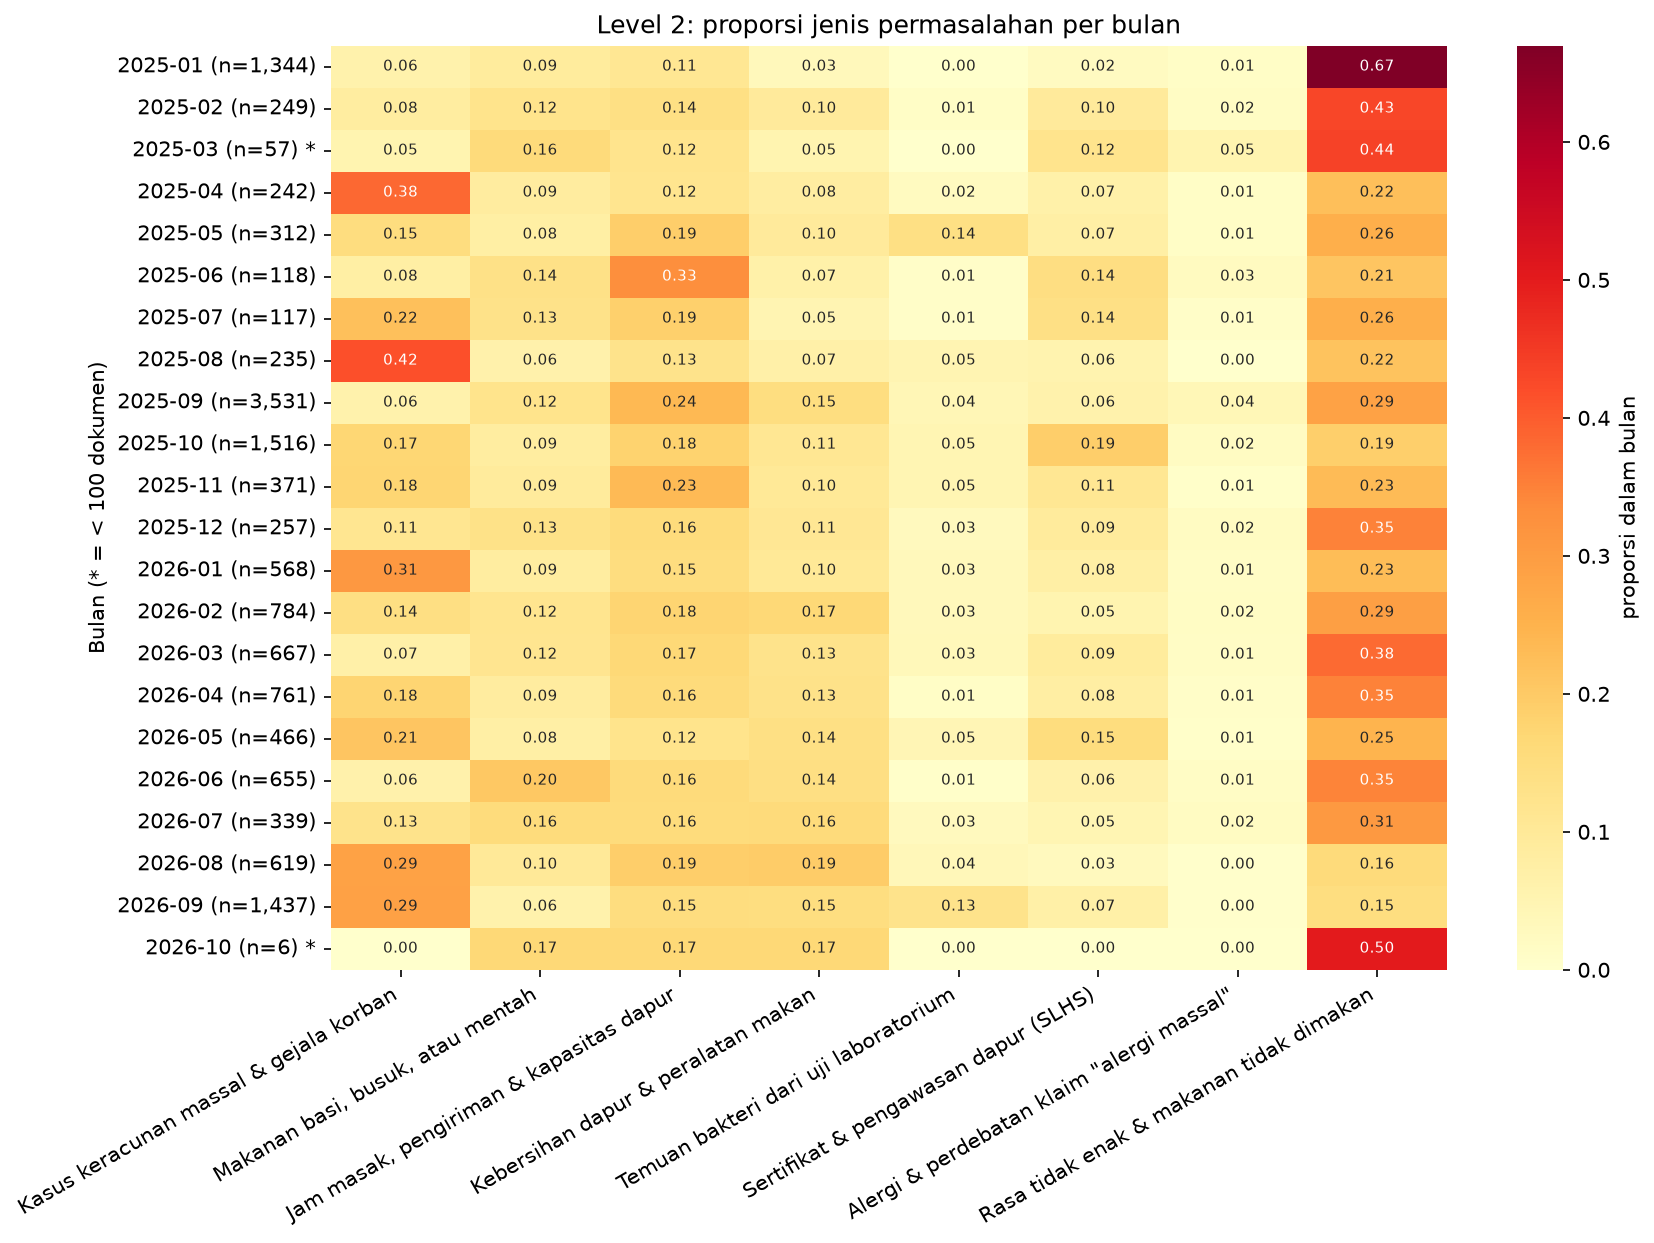 Level 2: proporsi jenis permasalahan per bulan
2025-01 (n=1,344) 0.06 0.09 0.11 0.03 0.00 0.02 0.01 0.67
2025-02 (n=249) 0.08 0.12 0.14 0.10 0.01 0.10 0.02 0.43
2025-03 (n=57) * 0.05 0.16 0.12 0.05 0.00 0.12 0.05 0.44
2025-04 (n=242) 0.38 0.09 0.12 0.08 0.02 0.07 0.01 0.22
2025-05 (n=312) 0.15 0.08 0.19 0.10 0.14 0.07 0.01 0.26
2025-06 (n=118) 0.08 0.14 0.33 0.07 0.01 0.14 0.03 0.21
2025-07 (n=117) 0.22 0.13 0.19 0.05 0.01 0.14 0.01 0.26
2025-08 (n=235) 0.42 0.06 0.13 0.07 0.05 0.06 0.00 0.22
2025-09 (n=3,531) 0.06 0.12 0.24 0.15 0.04 0.06 0.04 0.29
2025-10 (n=1,516) 0.17 0.09 0.18 0.11 0.05 0.19 0.02 0.19
2025-11 (n=371) 0.18 0.09 0.23 0.10 0.05 0.11 0.01 0.23
2025-12 (n=257) 0.11 0.13 0.16 0.11 0.03 0.09 0.02 0.35
2026-01 (n=568) 0.31 0.09 0.15 0.10 0.03 0.08 0.01 0.23
2026-02 (n=784) 0.14 0.12 0.18 0.17 0.03 0.05 0.02 0.29
2026-03 (n=667) 0.07 0.12 0.17 0.13 0.03 0.09 0.01 0.38
2026-04 (n=761) 0.18 0.09 0.16 0.13 0.01 0.08 0.01 0.35
2026-05 (n=466) 0.21 0.08 0.12 0.14 0.05 0.15 0.01 0.25
2026-06 (n=655) 0.06 0.20 0.16 0.14 0.01 0.06 0.01 0.35
2026-07 (n=339) 0.13 0.16 0.16 0.16 0.03 0.05 0.02 0.31
2026-08 (n=619) 0.29 0.10 0.19 0.19 0.04 0.03 0.00 0.16
2026-09 (n=1,437) 0.29 0.06 0.15 0.15 0.13 0.07 0.00 0.15
2026-10 (n=6) * 0.00 0.17 0.17 0.17 0.00 0.00 0.00 0.50
Bulan (* = < 100 dokumen)
Kasus keracunan massal & gejala korban
Makanan basi, busuk, atau mentah
Jam masak, pengiriman & kapasitas dapur
Kebersihan dapur & peralatan makan
Temuan bakteri dari uji laboratorium
Sertifikat & pengawasan dapur (SLHS)
Alergi & perdebatan klaim "alergi massal"
Rasa tidak enak & makanan tidak dimakan
0.6
0.5
0.4
0.3
0.2
0.1
0.0
proporsi dalam bulan